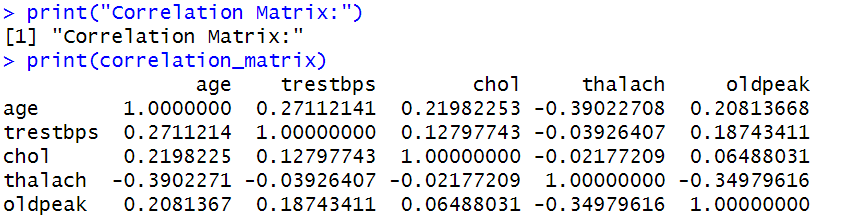 > print("Correlation Matrix:")
[1] "Correlation Matrix:"
> print(correlation_matrix)
                age    trestbps        chol    thalach     oldpeak
age       1.0000000  0.27112141  0.21982253 -0.39022708  0.20813668
trestbps  0.2711214  1.00000000  0.12797743 -0.03926407  0.18743411
chol      0.2198225  0.12797743  1.00000000 -0.02177209  0.06488031
thalach  -0.3902271 -0.03926407 -0.02177209  1.00000000 -0.34979616
oldpeak   0.2081367  0.18743411  0.06488031 -0.34979616  1.00000000